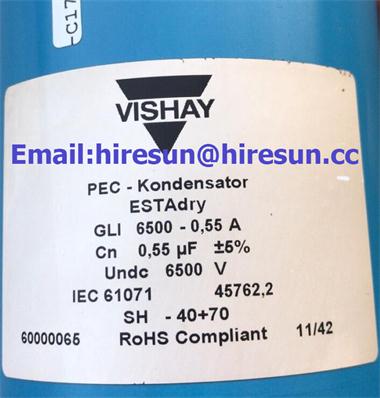 -C17
VISHAY
Email:hiresun@hiresun.cc
PEC - Kondensator
ESTAdry
GLI 6500 - 0,55 A
Cn 0,55 µF ±5%
Undc 6500 V
IEC 61071 45762,2
SH - 40+70
60000065 RoHS Compliant 11/42